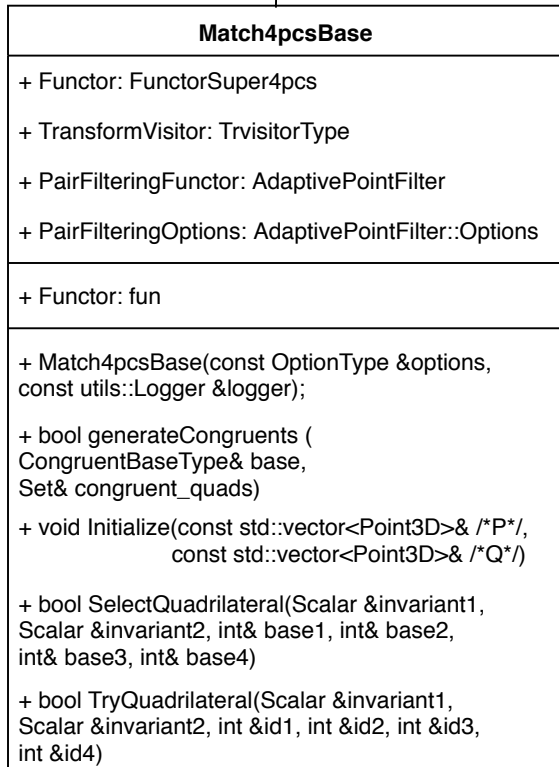 Match4pcsBase
+ Functor: FunctorSuper4pcs
+ TransformVisitor: TrvisitorType
+ PairFilteringFunctor: AdaptivePointFilter
+ PairFilteringOptions: AdaptivePointFilter::Options
+ Functor: fun
+ Match4pcsBase(const OptionType &options,
const utils::Logger &logger);
+ bool generateCongruents (
CongruentBaseType& base,
Set& congruent_quads)
+ void Initialize(const std::vector<Point3D>& /*P*/,
const std::vector<Point3D>& /*Q*/)
+ bool SelectQuadrilateral(Scalar &invariant1,
Scalar &invariant2, int& base1, int& base2,
int& base3, int& base4)
+ bool TryQuadrilateral(Scalar &invariant1,
Scalar &invariant2, int &id1, int &id2, int &id3,
int &id4)